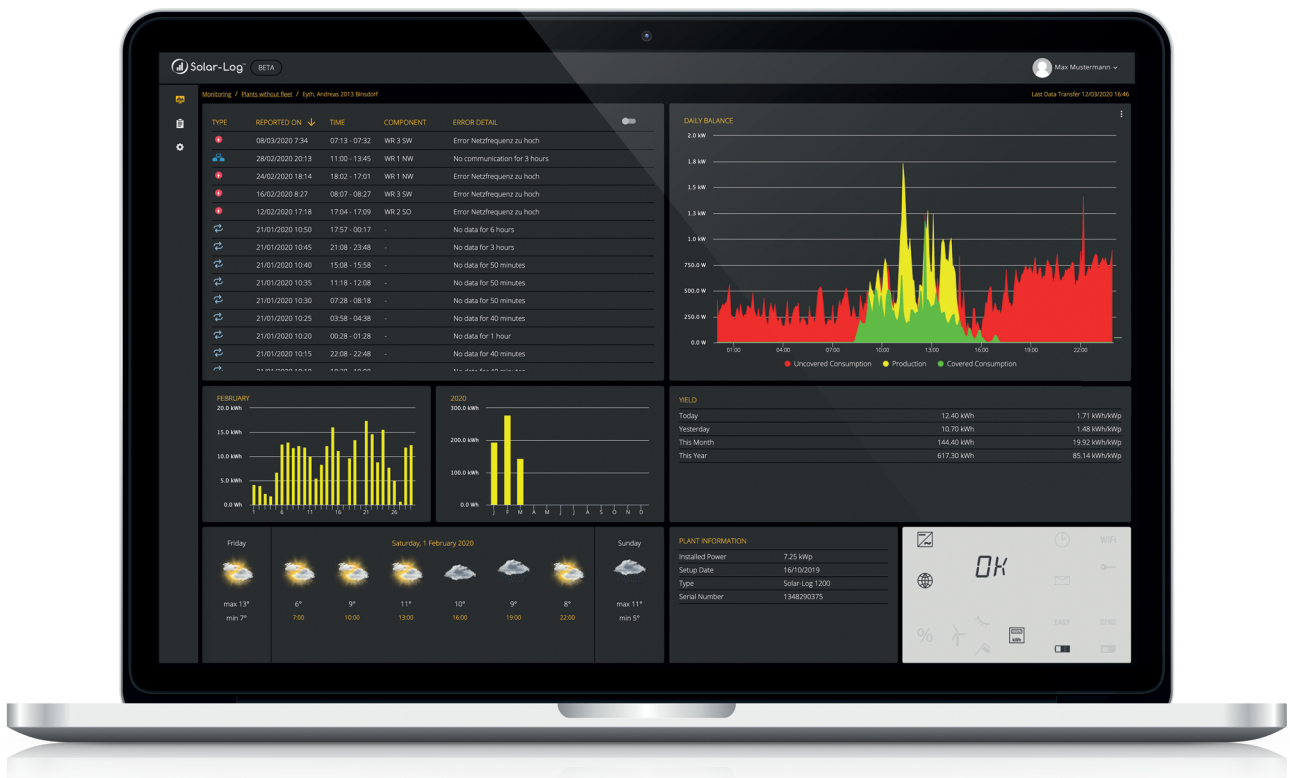 Solar-Log™ BETA
Max Mustermann
Monitoring / Plants without fleet / Eyth, Andreas 2013 Binsdorf
Last Data Transfer 12/03/2020 16:46
TYPE REPORTED ON TIME COMPONENT ERROR DETAIL
08/03/2020 7:34 07:13 - 07:32 WR 3 SW Error Netzfrequenz zu hoch
28/02/2020 20:13 11:00 - 13:45 WR 1 NW No communication for 3 hours
24/02/2020 18:14 18:02 - 17:01 WR 1 NW Error Netzfrequenz zu hoch
16/02/2020 8:27 08:07 - 08:27 WR 3 SW Error Netzfrequenz zu hoch
12/02/2020 17:18 17:04 - 17:09 WR 2 SO Error Netzfrequenz zu hoch
21/01/2020 10:50 17:57 - 00:17 - No data for 6 hours
21/01/2020 10:45 21:08 - 23:48 - No data for 3 hours
21/01/2020 10:40 15:08 - 15:58 - No data for 50 minutes
21/01/2020 10:35 11:18 - 12:08 - No data for 50 minutes
21/01/2020 10:30 07:28 - 08:18 - No data for 50 minutes
21/01/2020 10:25 03:58 - 04:38 - No data for 40 minutes
21/01/2020 10:20 00:28 - 01:28 - No data for 1 hour
21/01/2020 10:15 22:08 - 22:48 - No data for 40 minutes
DAILY BALANCE
2.0 kW
1.8 kW
1.5 kW
1.3 kW
1.0 kW
750.0 W
500.0 W
250.0 W
0.0 W
01:00 04:00 07:00 10:00 13:00 16:00 19:00 22:00
Uncovered Consumption Production Covered Consumption
FEBRUARY
20.0 kWh
15.0 kWh
10.0 kWh
5.0 kWh
0.0 Wh
1 6 11 16 21 26
2020
300.0 kWh
200.0 kWh
100.0 kWh
0.0 Wh
J F M A M J J A S O N D
YIELD
Today 12.40 kWh 1.71 kWh/kWp
Yesterday 10.70 kWh 1.48 kWh/kWp
This Month 144.40 kWh 19.92 kWh/kWp
This Year 617.30 kWh 85.14 kWh/kWp
Friday
max 13°
min 7°
Saturday, 1 February 2020
6° 9° 11° 10° 9° 8°
7:00 10:00 13:00 16:00 19:00 22:00
Sunday
max 11°
min 5°
PLANT INFORMATION
Installed Power 7.25 kWp
Setup Date 16/10/2019
Type Solar-Log 1200
Serial Number 1348290375
WIFI
OK
EASY GPRS
%
kWh